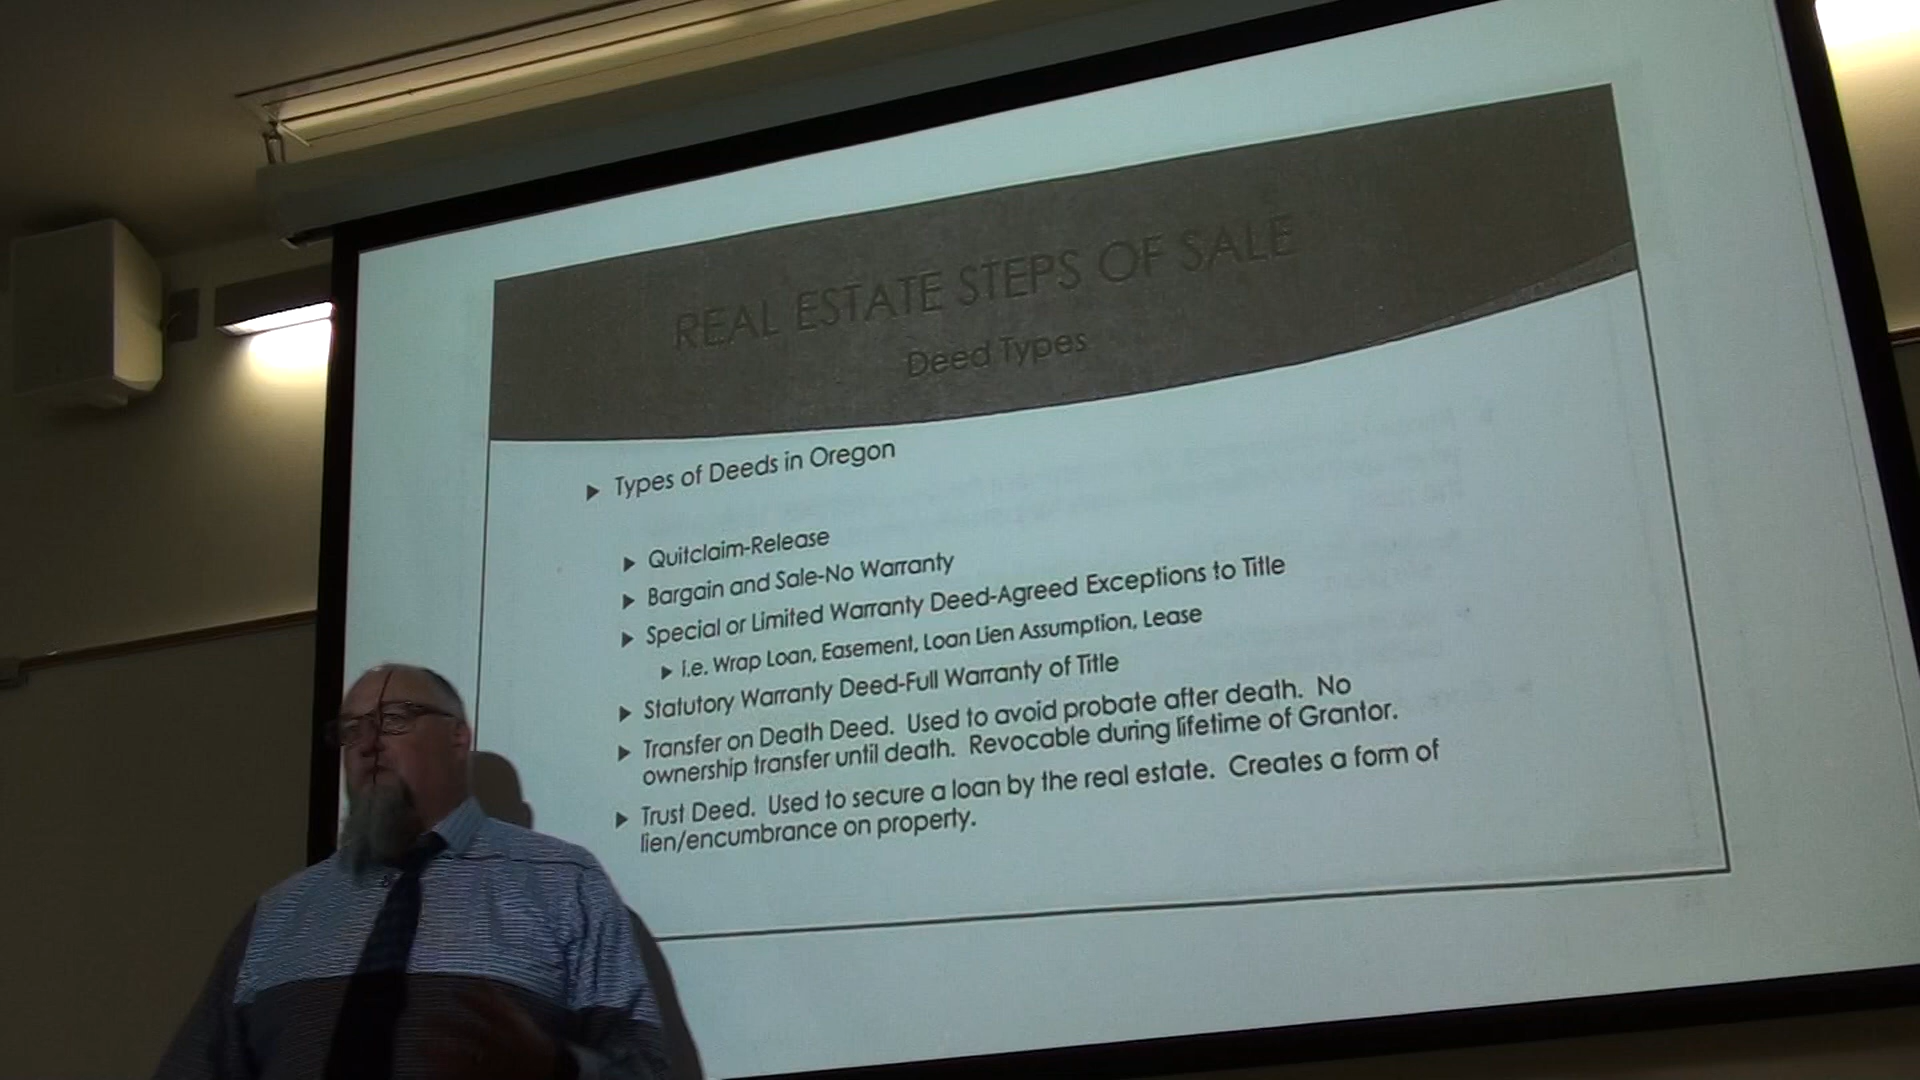 REAL ESTATE STEPS OF SALE
Deed Types
Types of Deeds in Oregon
Quitclaim-Release
Bargain and Sale-No Warranty
Special or Limited Warranty Deed-Agreed Exceptions to Title
i.e. Wrap Loan, Easement, Loan Lien Assumption, Lease
Statutory Warranty Deed-Full Warranty of Title
Transfer on Death Deed. Used to avoid probate after death. No
ownership transfer until death. Revocable during lifetime of Grantor.
Trust Deed. Used to secure a loan by the real estate. Creates a form of
lien/encumbrance on property.